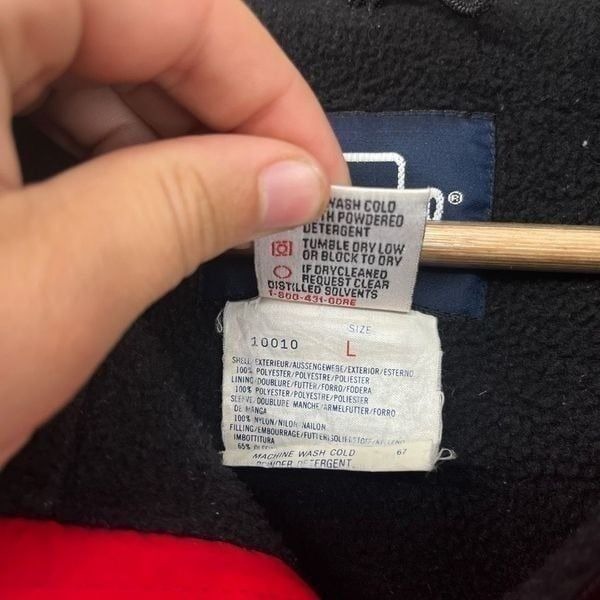 ®
WASH COLD
TH POWDERED
DETERGENT
TUMBLE DRY LOW
OR BLOCK TO DRY
IF DRYCLEANED
REQUEST CLEAR
DISTILLED SOLVENTS
1-800-431-GORE
SIZE
10010 L
SHELL/EXTERIEUR/AUSSENGEWEBE/EXTERIOR/ESTERNO
100% POLYESTER/POLYESTRE/POLIESTER
LINING/DOUBLURE/FUTTER/FORRO/FODERA
100% POLYESTER/POLYESTRE/POLIESTER
SLEEVE/DOUBLURE MANCHE/ARMELFUTTER/FORRO
DE MANGA
100% NYLON/NILON/NAILON
FILLING/EMBOURRAGE/
IMBOTTITURA
65%
MACHINE WASH COLD 67
POWDER DETERGENT